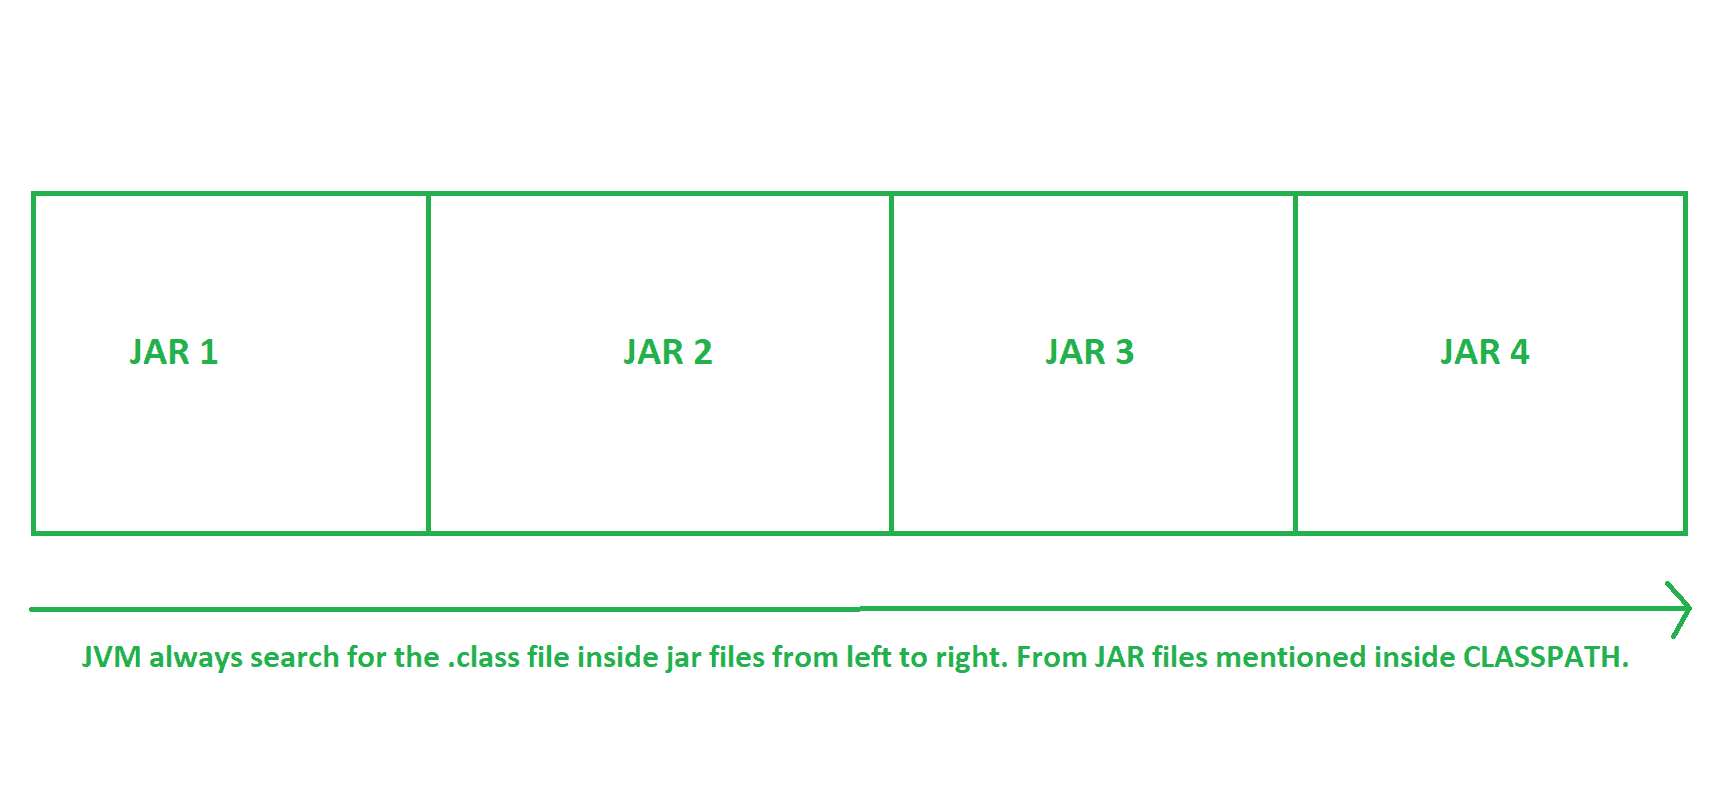 JAR 1 JAR 2 JAR 3 JAR 4
JVM always search for the .class file inside jar files from left to right. From JAR files mentioned inside CLASSPATH.